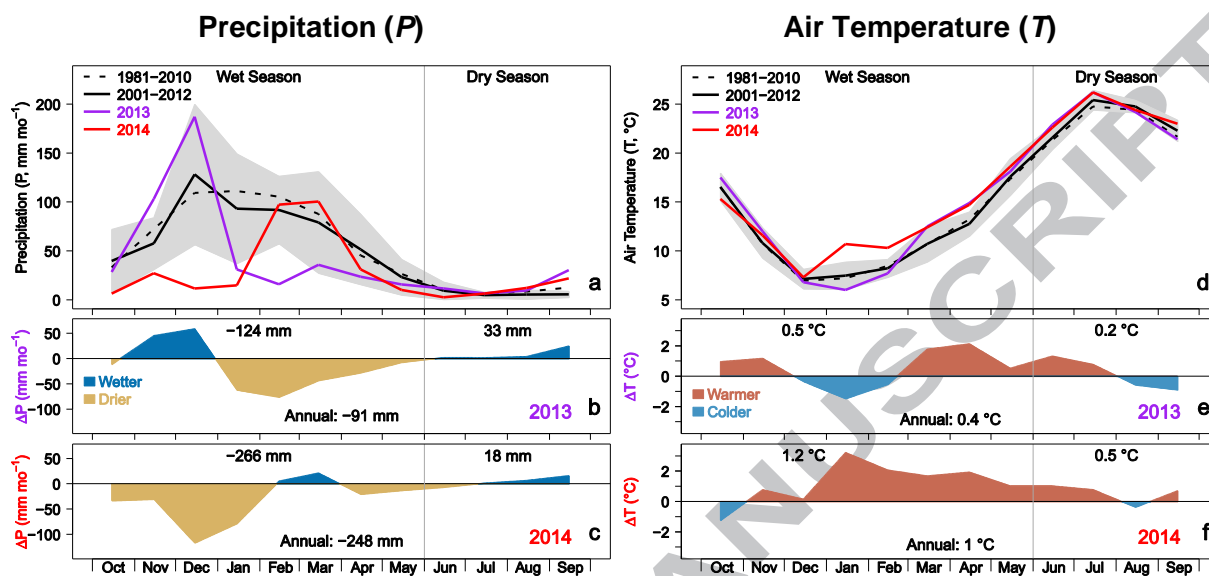 Precipitation (P)
1981−2010
2001−2012
2013
2014
Wet Season
Dry Season
Precipitation (P, mm mo−1)
200
150
100
50
0
a
ΔP (mm mo−1)
50
0
−50
−100
−124 mm
33 mm
Wetter
Drier
Annual: −91 mm
b
2013
ΔP (mm mo−1)
50
0
−50
−100
−266 mm
18 mm
Annual: −248 mm
c
2014
Oct Nov Dec Jan Feb Mar Apr May Jun Jul Aug Sep
Air Temperature (T)
1981−2010
2001−2012
2013
2014
Wet Season
Dry Season
Air Temperature (T, °C)
25
20
15
10
5
d
ΔT (°C)
2
0
−2
0.5 °C
0.2 °C
Warmer
Colder
Annual: 0.4 °C
e
2013
ΔT (°C)
2
0
−2
1.2 °C
0.5 °C
Annual: 1 °C
f
2014
Oct Nov Dec Jan Feb Mar Apr May Jun Jul Aug Sep
ANUSCRIPT